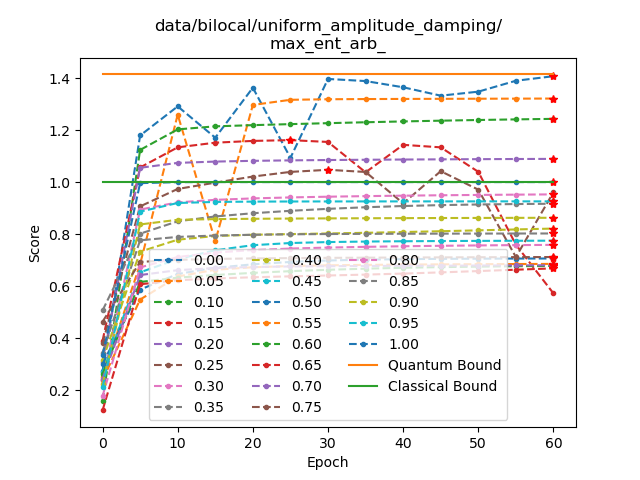 data/bilocal/uniform_amplitude_damping/
max_ent_arb_
Score
1.4
1.2
1.0
0.8
0.6
0.4
0.2
0.00 0.40 0.80
0.05 0.45 0.85
0.10 0.50 0.90
0.15 0.55 0.95
0.20 0.60 1.00
0.25 0.65 Quantum Bound
0.30 0.70 Classical Bound
0.35 0.75
0 10 20 30 40 50 60
Epoch